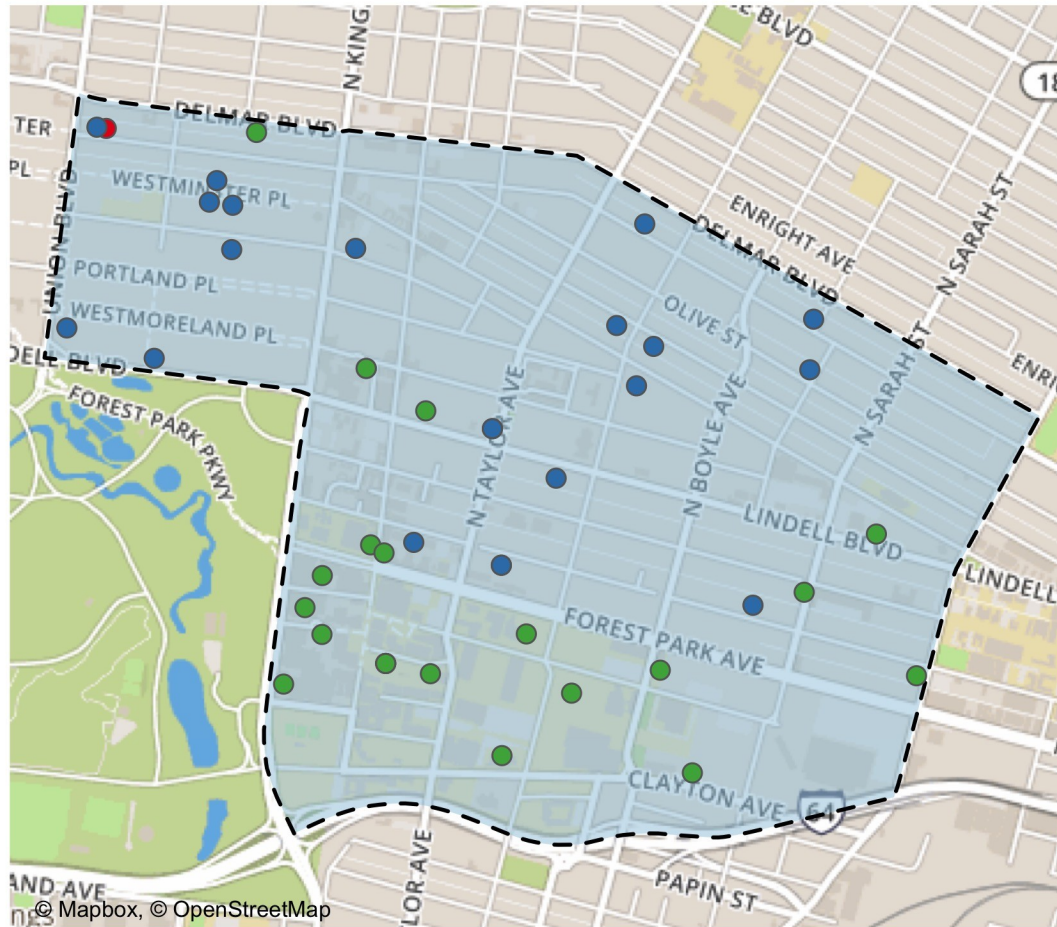 LE BLVD
N KING
18
DELMAR BLVD
TER
PL
WESTMINSTER PL
ENRIGHT AVE
N SARAH ST
UNION BLVD
DELMAR BLVD
PORTLAND PL
OLIVE ST
WESTMORELAND PL
DELL BLVD
N SARAH ST
ENRI
FOREST PARK PKWY
N TAYLOR AVE
N BOYLE AVE
LINDELL BLVD
LINDELL
FOREST PARK AVE
CLAYTON AVE
64
LOR AVE
PAPIN ST
AND AVE
© Mapbox, © OpenStreetMap